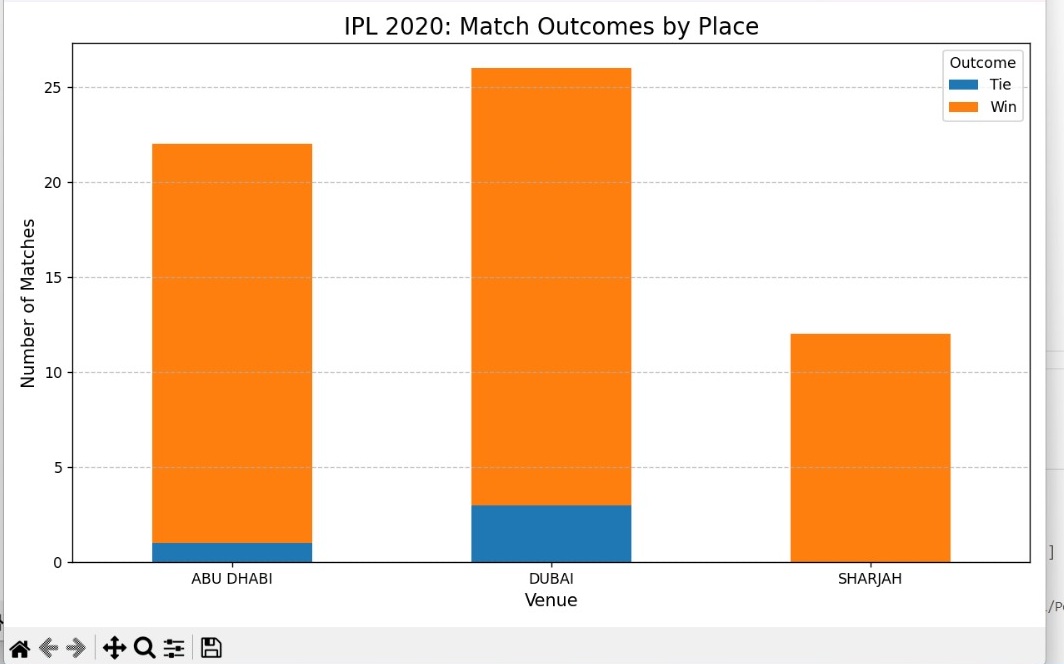 IPL 2020: Match Outcomes by Place
Outcome
Tie
Win
Number of Matches
25
20
15
10
5
0
ABU DHABI
DUBAI
SHARJAH
Venue
]